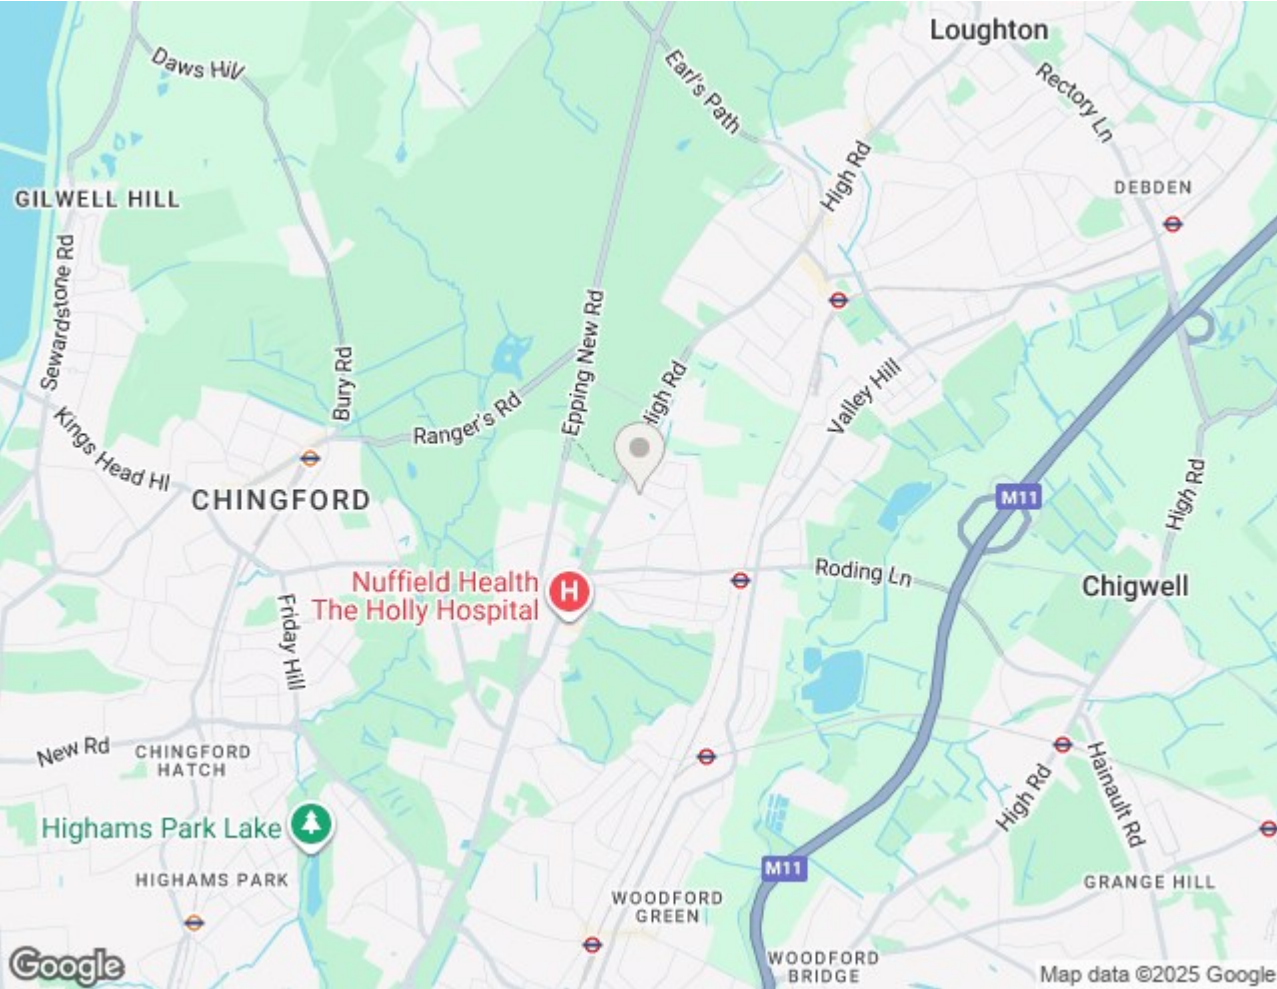 Loughton
Daws Hill
Earl's Path
Rectory Ln
High Rd
DEBDEN
GILWELL HILL
Sewardstone Rd
Epping New Rd
Bury Rd
High Rd
Valley Hill
Ranger's Rd
Kings Head Hl
CHINGFORD
M11
High Rd
Nuffield Health
The Holly Hospital
H
Roding Ln
Chigwell
Friday Hill
New Rd
CHINGFORD
HATCH
Hainault Rd
High Rd
Highams Park Lake
M11
HIGHAMS PARK
GRANGE HILL
WOODFORD
GREEN
WOODFORD
BRIDGE
Google
Map data ©2025 Google